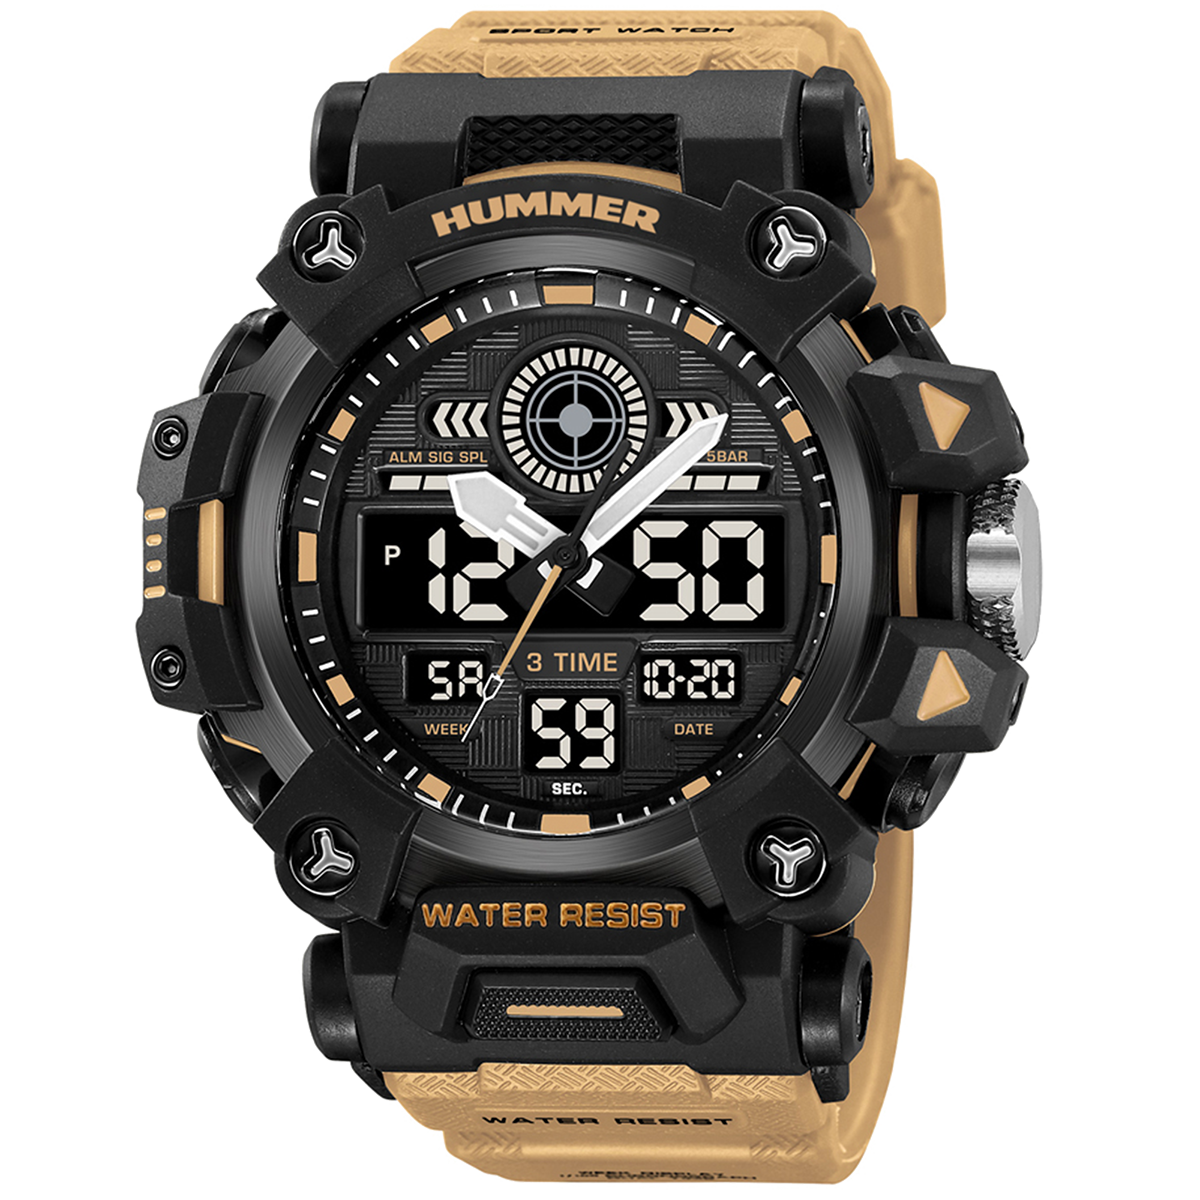 SPORT WATCH
HUMMER
ALM SIG SPL 5BAR
P 12 50
SA 3 TIME 10-20
59
WEEK DATE
SEC.
WATER RESIST
WATER RESIST